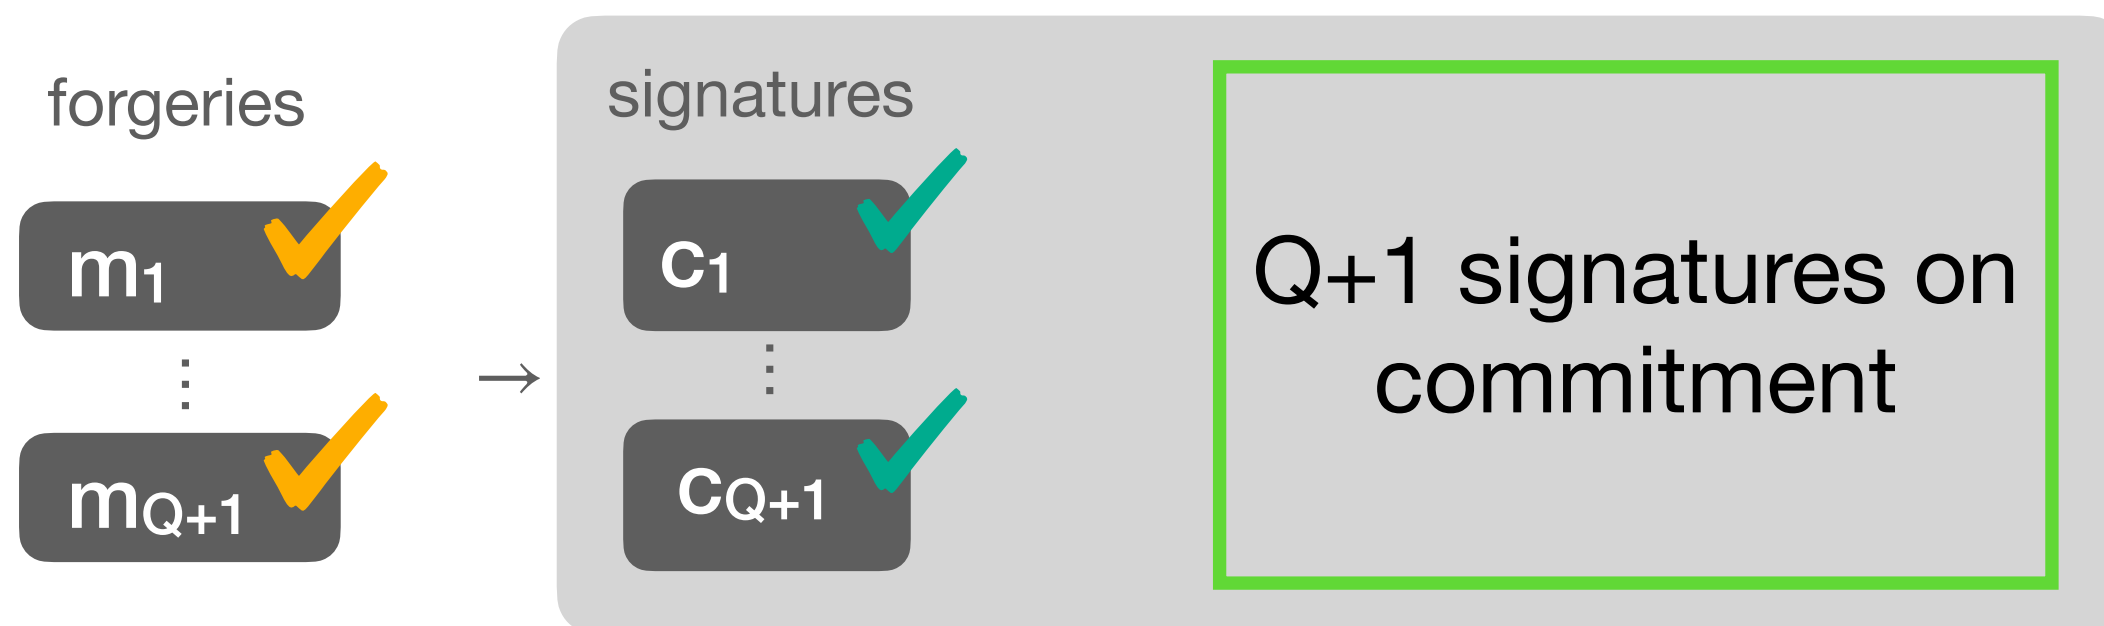 forgeries
m1
⋮
mQ+1
→
signatures
c1
⋮
cQ+1
Q+1 signatures on
commitment